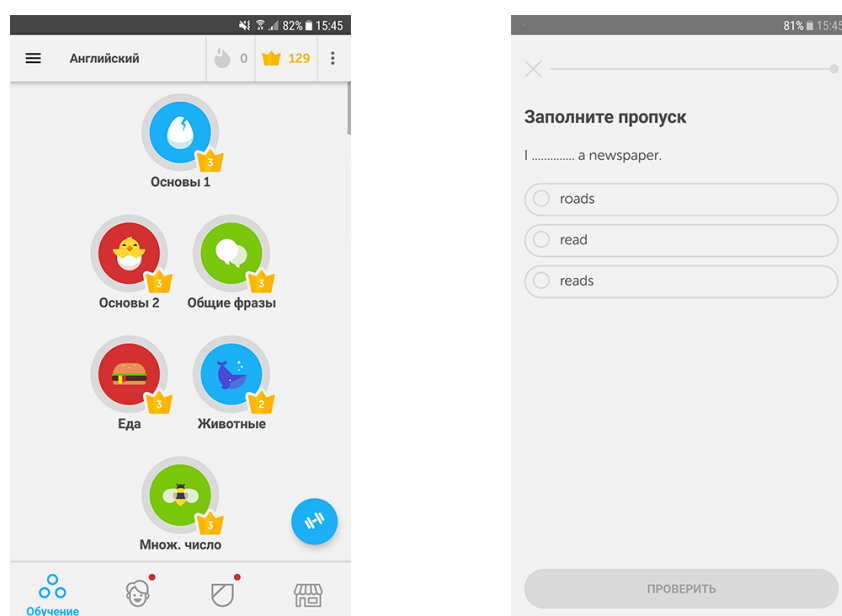 82% 15:45
Английский 0 129
3
Основы 1
3 3
Основы 2 Общие фразы
3 2
Еда Животные
3
Множ. число
Обучение
81% 15:45
Заполните пропуск
I .............. a newspaper.
roads
read
reads
ПРОВЕРИТЬ